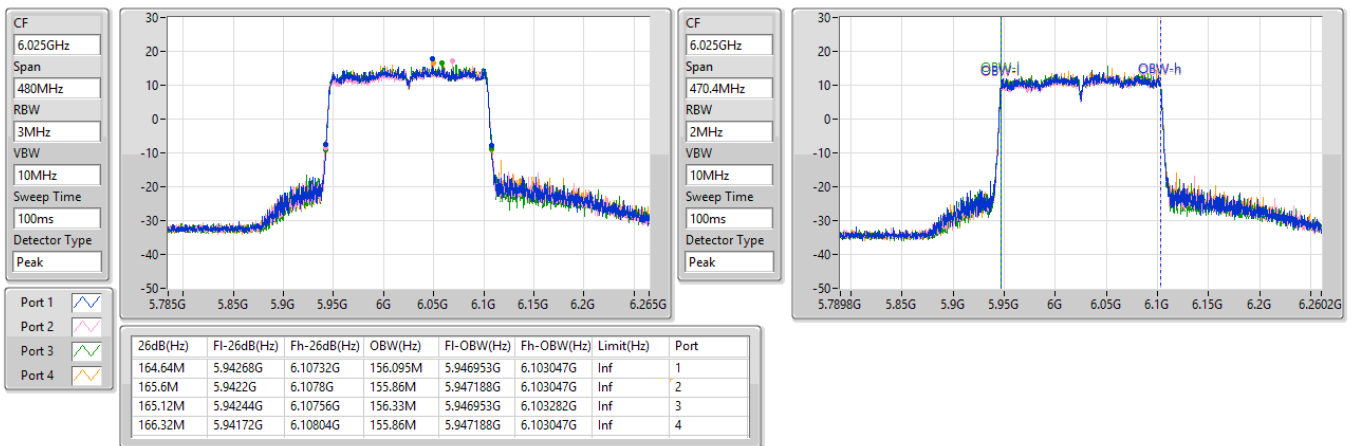 CF
6.025GHz
Span
480MHz
RBW
3MHz
VBW
10MHz
Sweep Time
100ms
Detector Type
Peak
30-
20-
10-
0-
-10-
-20-
-30-
-40-
-50-
5.785G 5.85G 5.9G 5.95G 6G 6.05G 6.1G 6.15G 6.2G 6.265G
CF
6.025GHz
Span
470.4MHz
RBW
2MHz
VBW
10MHz
Sweep Time
100ms
Detector Type
Peak
30-
20-
10-
0-
-10-
-20-
-30-
-40-
-50-
OBW-l OBW-h
5.7898G 5.85G 5.9G 5.95G 6G 6.05G 6.1G 6.15G 6.2G 6.2602G
Port 1
Port 2
Port 3
Port 4
26dB(Hz) Fl-26dB(Hz) Fh-26dB(Hz) OBW(Hz) Fl-OBW(Hz) Fh-OBW(Hz) Limit(Hz) Port
164.64M 5.94268G 6.10732G 156.095M 5.946953G 6.103047G Inf 1
165.6M 5.9422G 6.1078G 155.86M 5.947188G 6.103047G Inf 2
165.12M 5.94244G 6.10756G 156.33M 5.946953G 6.103282G Inf 3
166.32M 5.94172G 6.10804G 155.86M 5.947188G 6.103047G Inf 4